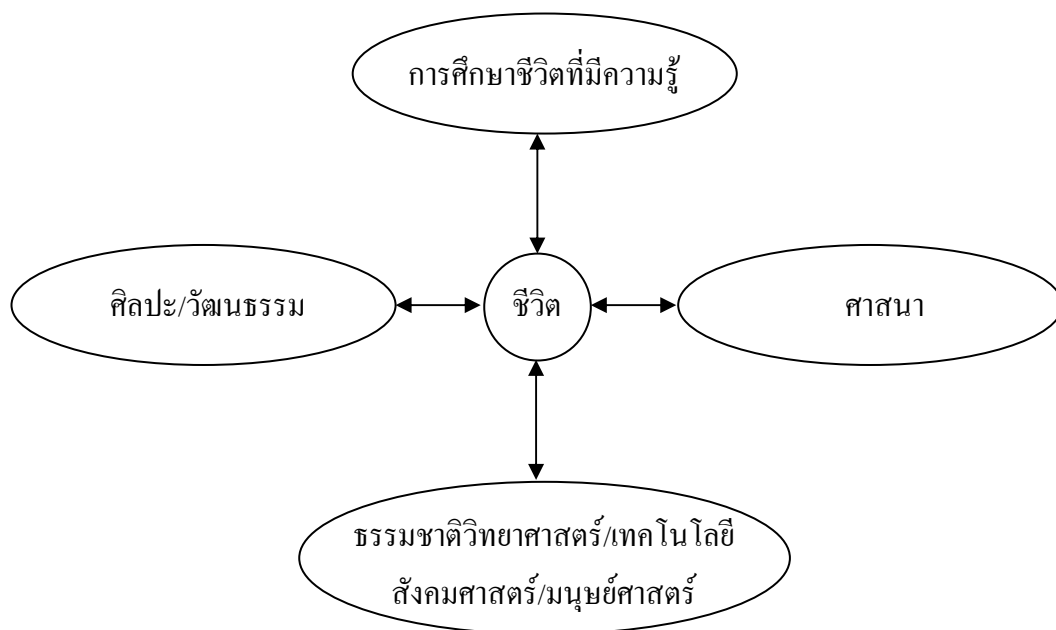 การศึกษาชีวิตที่มีความรู้
ศิลปะ/วัฒนธรรม
ชีวิต
ศาสนา
ธรรมชาติวิทยาศาสตร์/เทคโนโลยี
สังคมศาสตร์/มนุษย์ศาสตร์